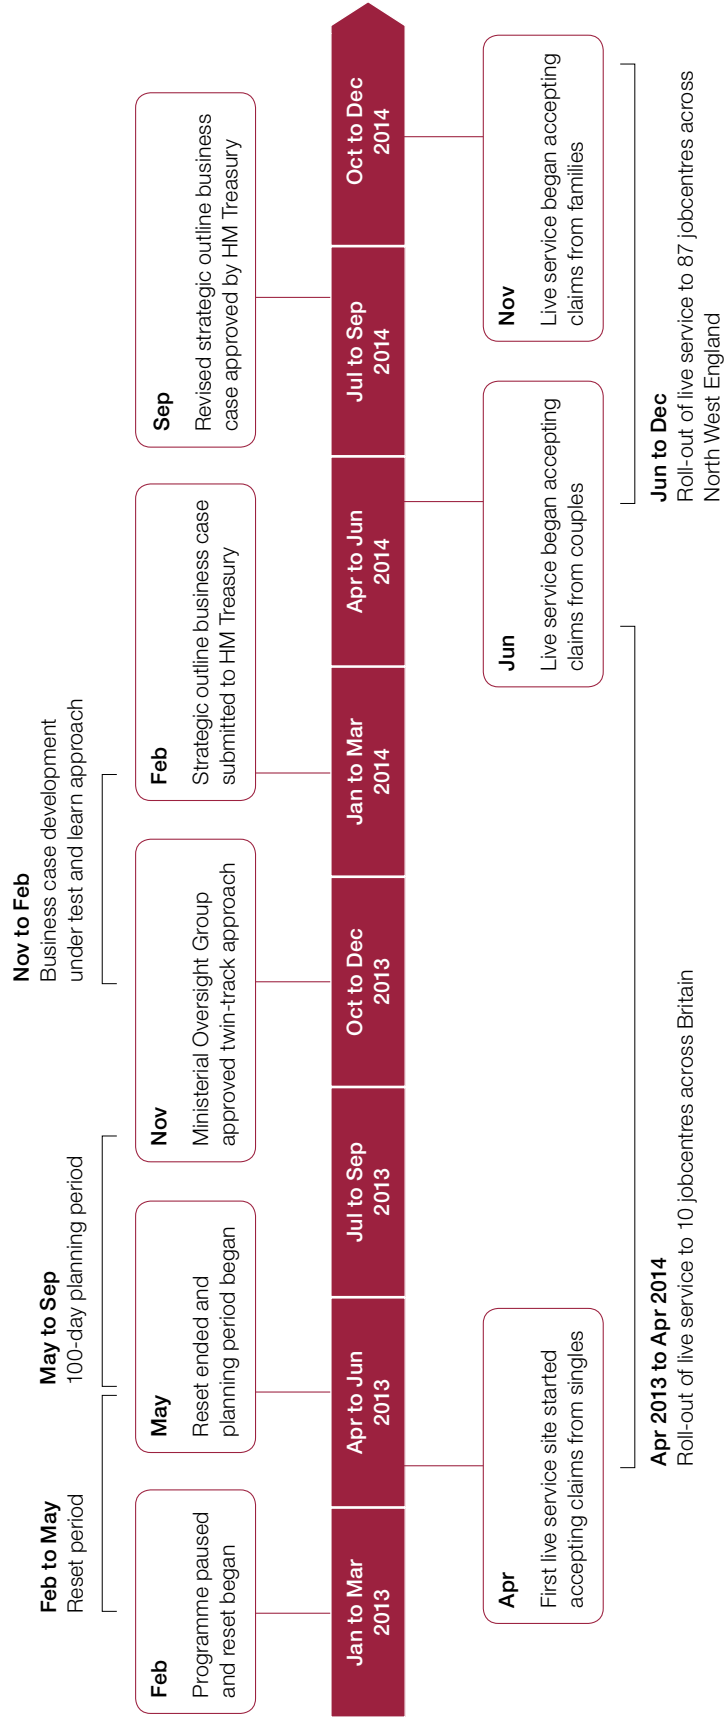 Nov to Feb
Business case development
under test and learn approach
Feb to May
Reset period
May to Sep
100-day planning period
Feb
Programme paused
and reset began
May
Reset ended and
planning period began
Nov
Ministerial Oversight Group
approved twin-track approach
Feb
Strategic outline business case
submitted to HM Treasury
Sep
Revised strategic outline business
case approved by HM Treasury
Jan to Mar
2013
Apr to Jun
2013
Jul to Sep
2013
Oct to Dec
2013
Jan to Mar
2014
Apr to Jun
2014
Jul to Sep
2014
Oct to Dec
2014
Apr
First live service site started
accepting claims from singles
Jun
Live service began accepting
claims from couples
Nov
Live service began accepting
claims from families
Apr 2013 to Apr 2014
Roll-out of live service to 10 jobcentres across Britain
Jun to Dec
Roll-out of live service to 87 jobcentres across
North West England